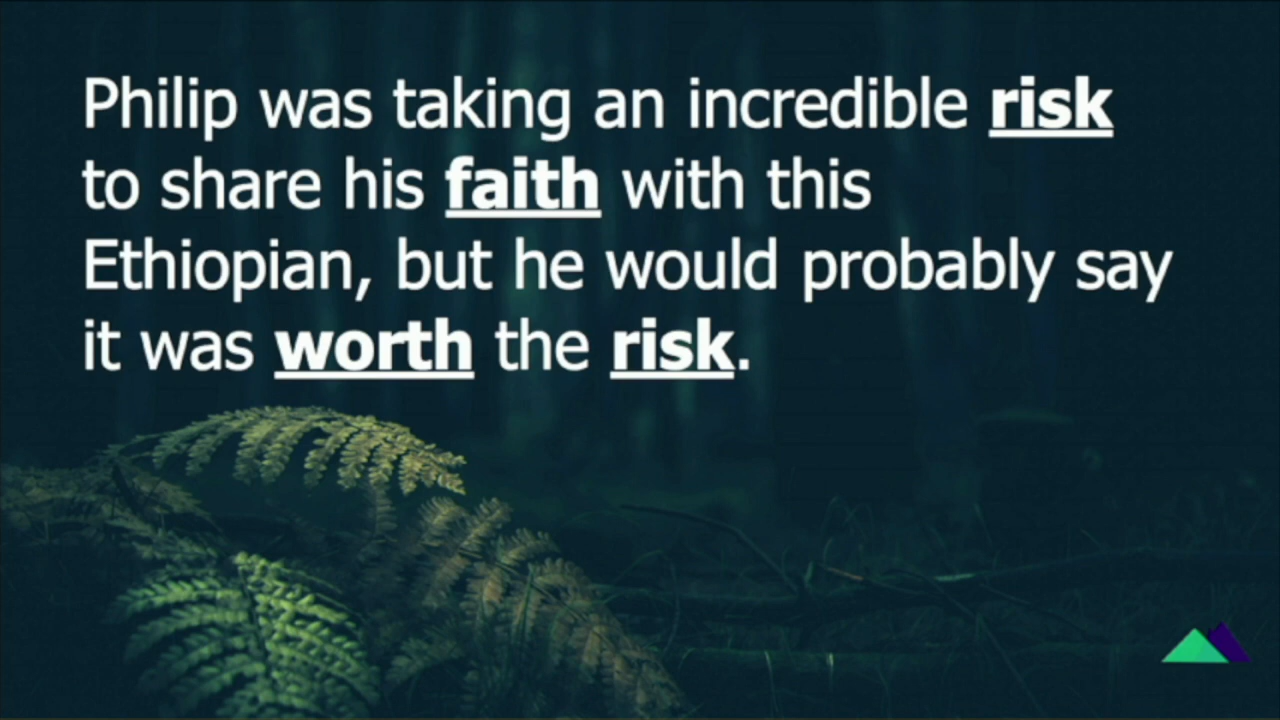 Philip was taking an incredible risk
to share his faith with this
Ethiopian, but he would probably say
it was worth the risk.